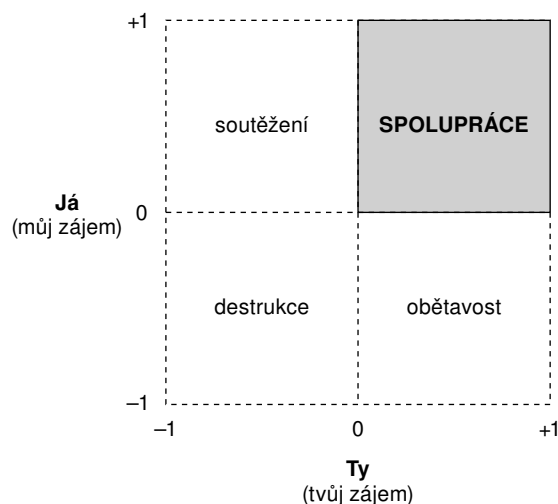 +1
soutěžení
SPOLUPRÁCE
Já
(můj zájem)
0
destrukce
obětavost
–1
–1
0
+1
Ty
(tvůj zájem)